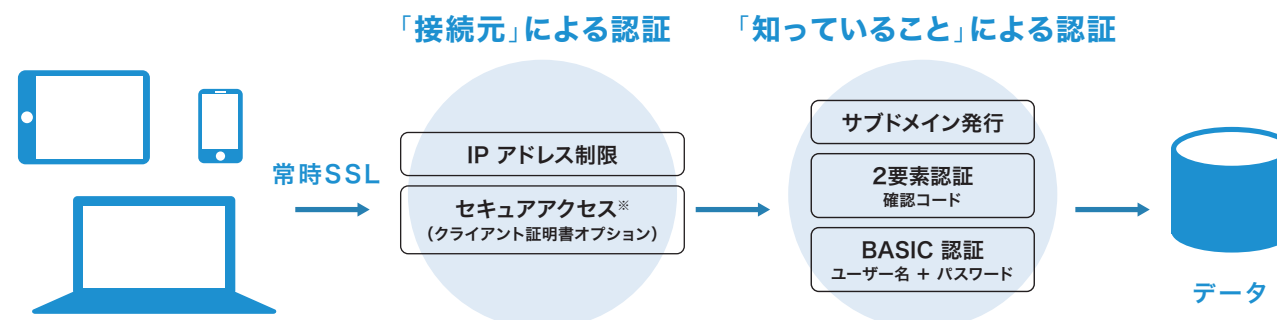 「接続元」による認証
「知っていること」による認証
常時SSL
IP アドレス制限
セキュアアクセス※
(クライアント証明書オプション)
サブドメイン発行
2要素認証
確認コード
BASIC 認証
ユーザー名 + パスワード
データ